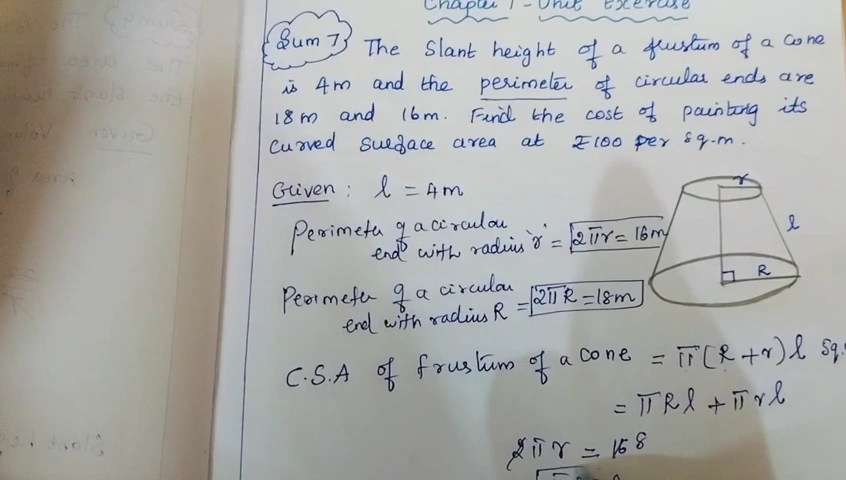 Chapter 7 - Unit Exercise
Sum 7
The Slant height of a frustum of a cone
is 4m and the perimeter of circular ends are
18m and 16m. Find the cost of painting its
curved surface area at ₹100 per sq.m.
Given : l = 4m
Perimeter of a circular
end with radius 'r' = 2πr = 16m
Perimeter of a circular
end with radius R = 2πR = 18m
r
l
R
C.S.A of frustum of a cone = π(R+r)l sq.
= πRl + πrl
2πr = 16 8